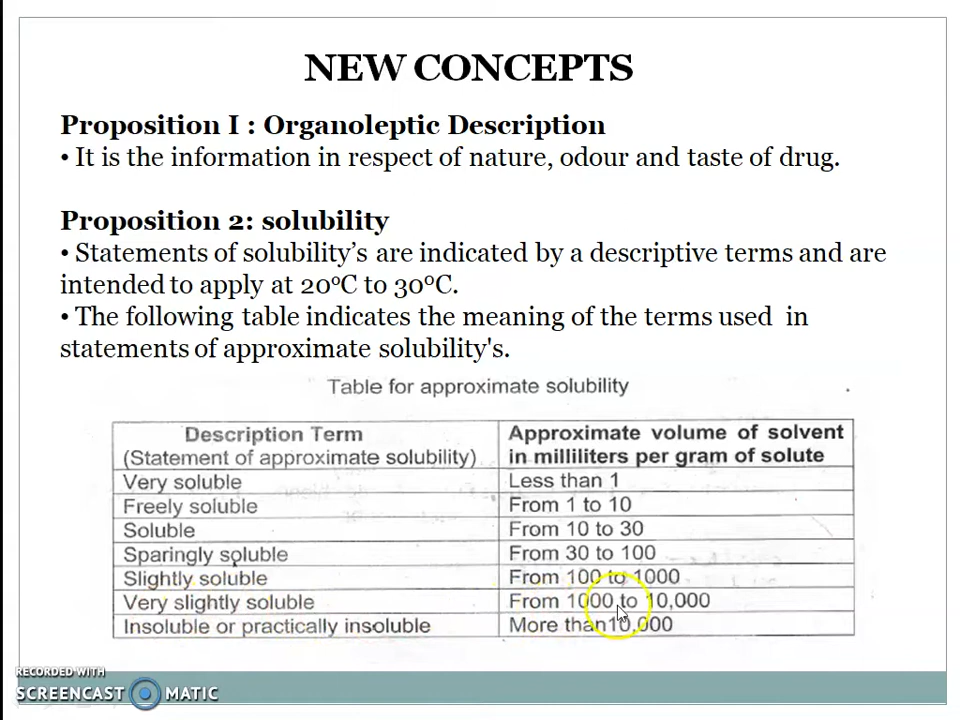 NEW CONCEPTS
Proposition I : Organoleptic Description
• It is the information in respect of nature, odour and taste of drug.
Proposition 2: solubility
• Statements of solubility’s are indicated by a descriptive terms and are
intended to apply at 20⁰C to 30⁰C.
• The following table indicates the meaning of the terms used in
statements of approximate solubility's.
Table for approximate solubility
Description Term
(Statement of approximate solubility)
Approximate volume of solvent
in milliliters per gram of solute
Very soluble Less than 1
Freely soluble From 1 to 10
Soluble From 10 to 30
Sparingly soluble From 30 to 100
Slightly soluble From 100 to 1000
Very slightly soluble From 1000 to 10,000
Insoluble or practically insoluble More than10,000
RECORDED WITH
SCREENCAST MATIC